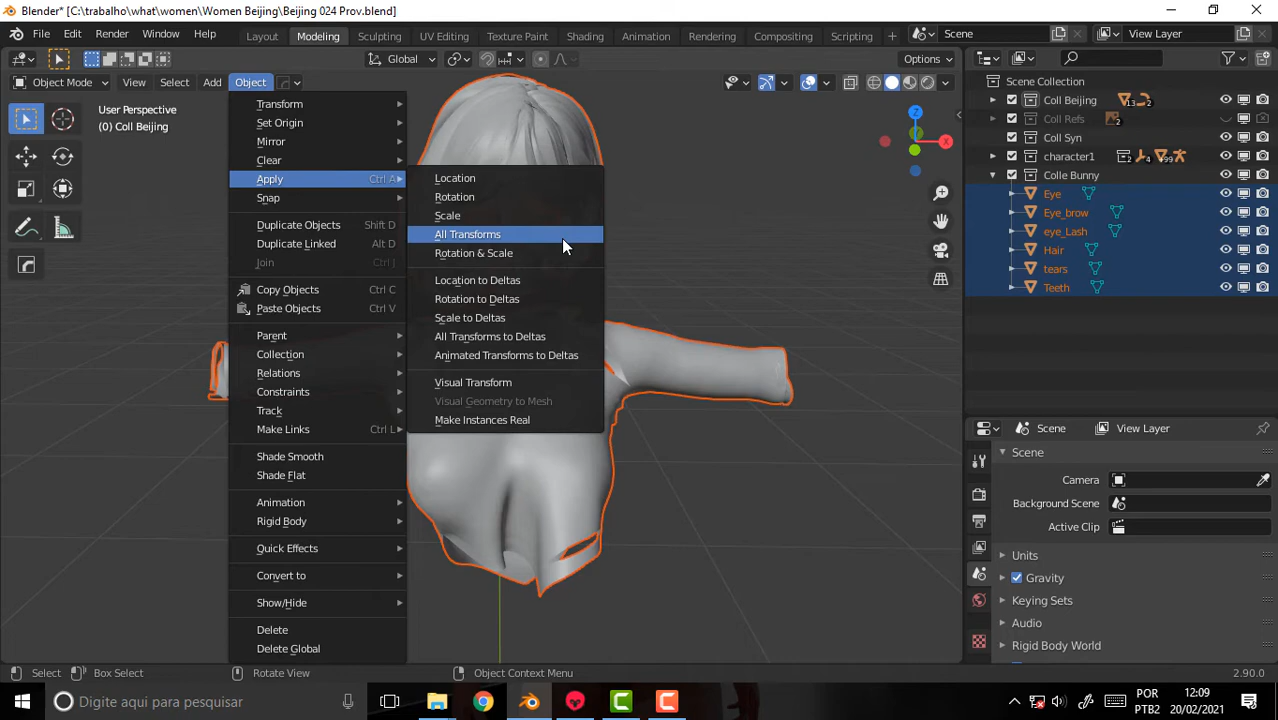 Blender* [C:\trabalho\what\women\Women Beijing\Beijing 024 Prov.blend]
File Edit Render Window Help
Layout Modeling Sculpting UV Editing Texture Paint Shading Animation Rendering Compositing Scripting
Scene
View Layer
Global
Options
Object Mode
View Select Add Object
User Perspective
(0) Coll Beijing
Transform
Set Origin
Mirror
Clear
Apply Ctrl A
Snap
Duplicate Objects Shift D
Duplicate Linked Alt D
Join Ctrl J
Copy Objects Ctrl C
Paste Objects Ctrl V
Parent
Collection
Relations
Constraints
Track
Make Links Ctrl L
Shade Smooth
Shade Flat
Animation
Rigid Body
Quick Effects
Convert to
Show/Hide
Delete
Delete Global
Location
Rotation
Scale
All Transforms
Rotation & Scale
Location to Deltas
Rotation to Deltas
Scale to Deltas
All Transforms to Deltas
Animated Transforms to Deltas
Visual Transform
Visual Geometry to Mesh
Make Instances Real
Z
X
Scene Collection
Coll Beijing 13 2
Coll Refs 2
Coll Syn
character1 2 4 99
Colle Bunny
Eye
Eye_brow
eye_Lash
Hair
tears
Teeth
Scene View Layer
Scene
Camera
Background Scene
Active Clip
Units
Gravity
Keying Sets
Audio
Rigid Body World
Select Box Select Rotate View Object Context Menu 2.90.0
Digite aqui para pesquisar
POR
PTB2
12:09
20/02/2021